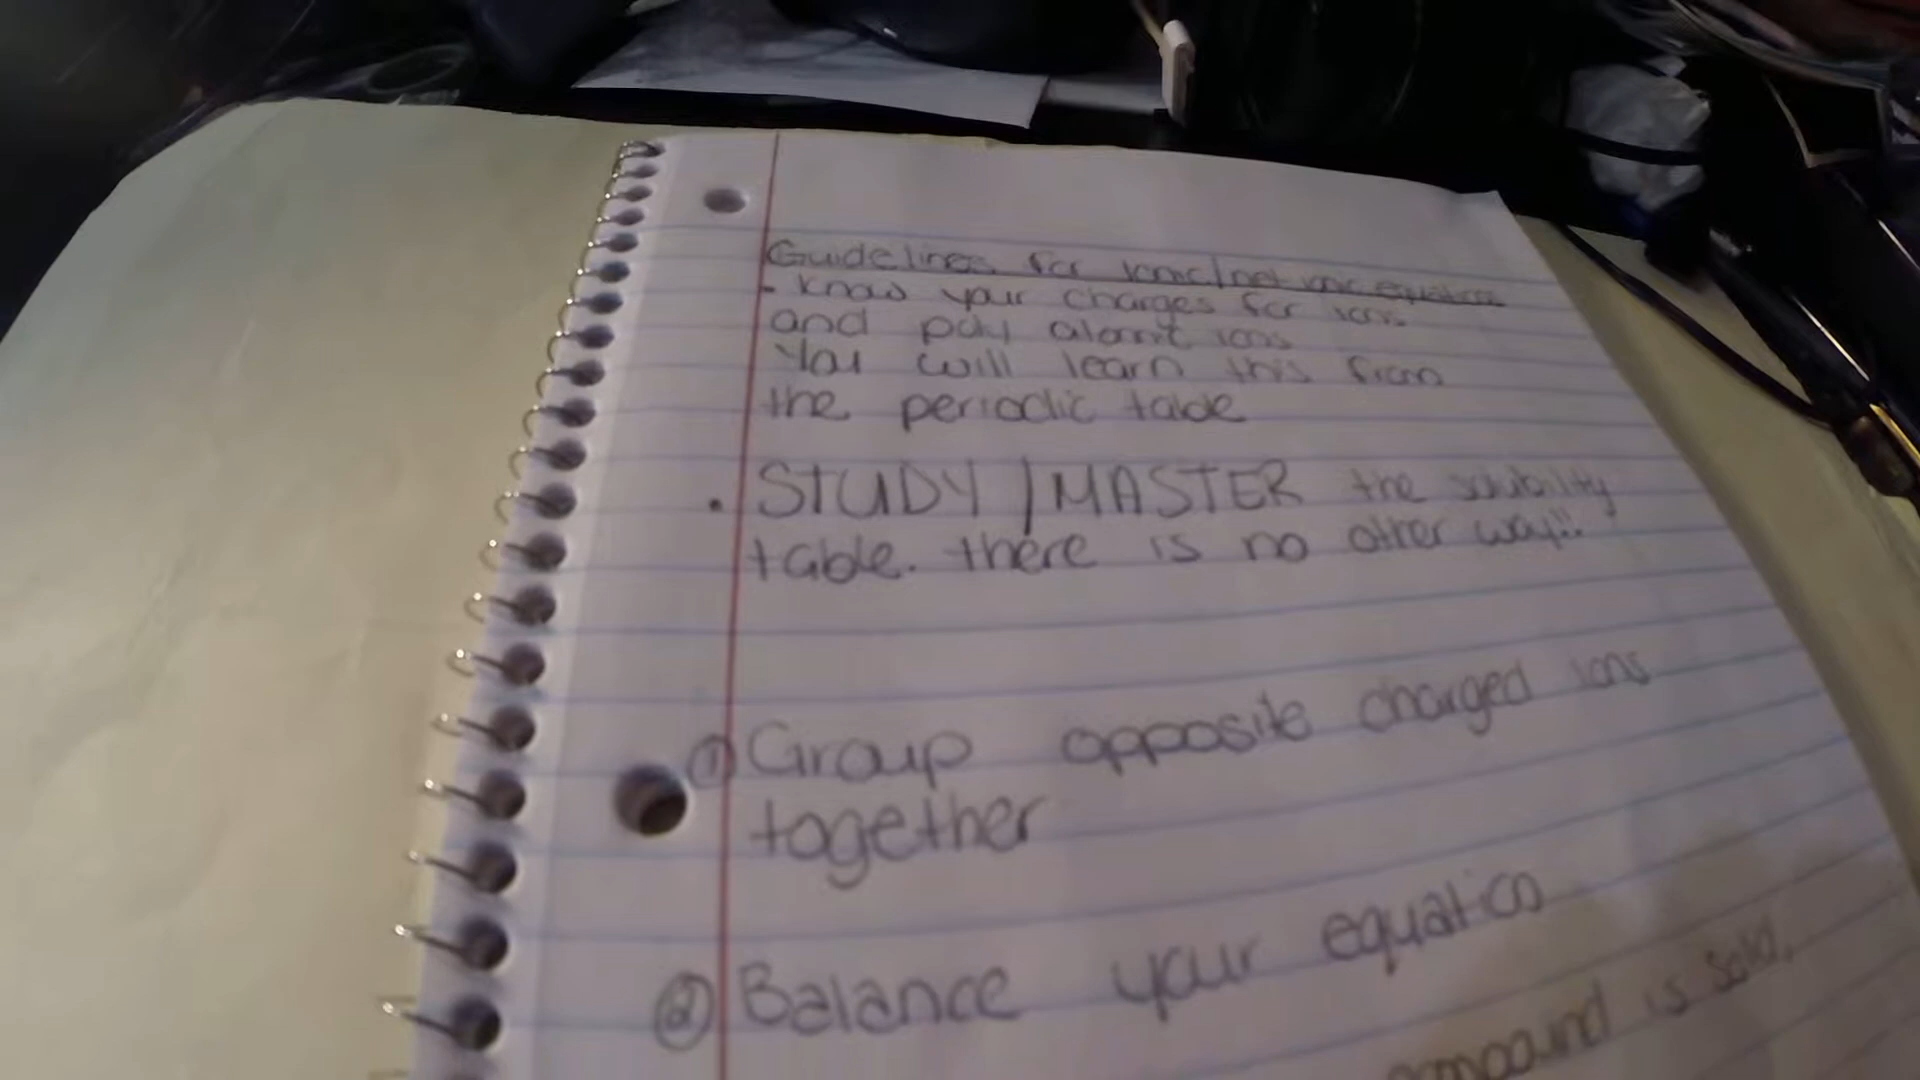 Guidelines for ionic/net ionic equation
- Know your charges for ions
and poly atomic ions
You will learn this from
the periodic table
. STUDY/MASTER the solubility
table. there is no other way!!
① Group opposite charged ions
together
② Balance your equation
compound is solid,